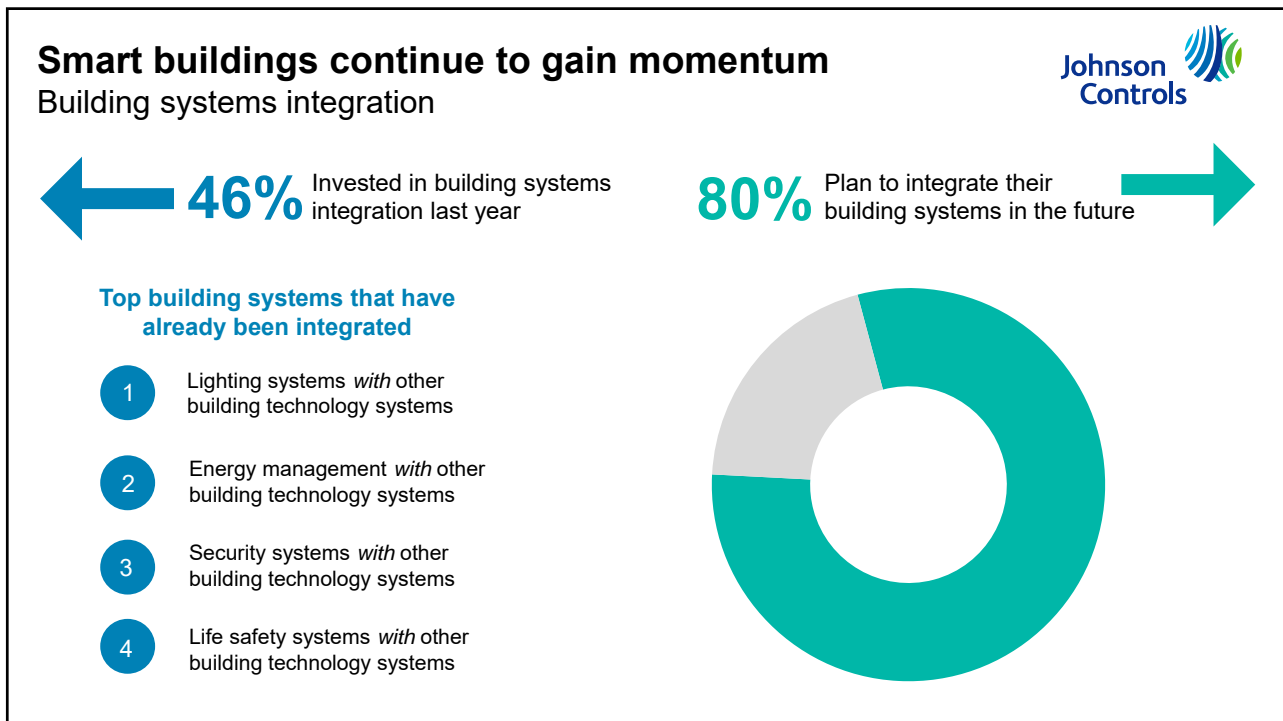 Smart buildings continue to gain momentum
Building systems integration
Johnson
Controls
46%
Invested in building systems
integration last year
80%
Plan to integrate their
building systems in the future
Top building systems that have
already been integrated
1
Lighting systems with other
building technology systems
2
Energy management with other
building technology systems
3
Security systems with other
building technology systems
4
Life safety systems with other
building technology systems